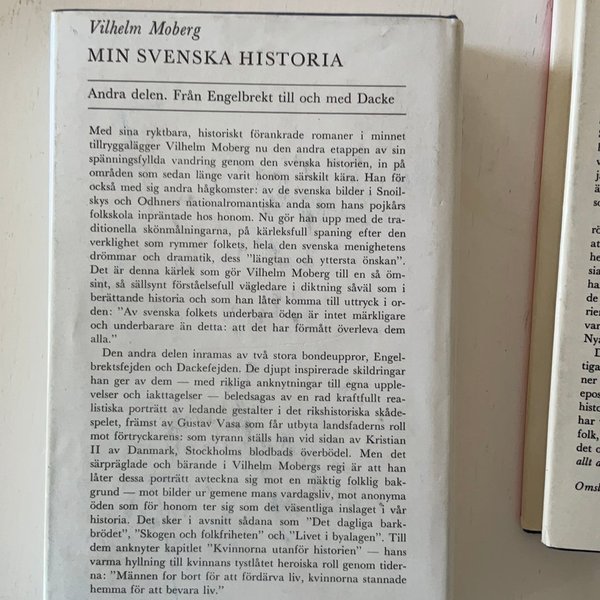 Vilhelm Moberg
MIN SVENSKA HISTORIA
Andra delen. Från Engelbrekt till och med Dacke
Med sina ryktbara, historiskt förankrade romaner i minnet
tillryggalägger Vilhelm Moberg nu den andra etappen av sin
spänningsfyllda vandring genom den svenska historien, in på
områden som sedan länge varit honom särskilt kära. Han för
också med sig andra hågkomster: av de svenska bilder i Snoil-
skys och Odhners nationalromantiska anda som hans pojkårs
folkskola inpräntade hos honom. Nu gör han upp med de tra-
ditionella skönmålningarna, på kärleksfull spaning efter den
verklighet som rymmer folkets, hela den svenska menighetens
drömmar och dramatik, dess "längtan och yttersta önskan".
Det är denna kärlek som gör Vilhelm Moberg till en så öm-
sint, så sällsynt förståelsefull vägledare i diktning såväl som i
berättande historia och som han låter komma till uttryck i or-
den: "Av svenska folkets underbara öden är intet märkligare
och underbarare än detta: att det har förmått överleva dem
alla."
Den andra delen inramas av två stora bondeuppror, Engel-
brektsfejden och Dackefejden. De djupt inspirerade skildringar
han ger av dem — med rikliga anknytningar till egna upple-
velser och iakttagelser — beledsagas av en rad kraftfullt rea-
listiska porträtt av ledande gestalter i det rikshistoriska skåde-
spelet, främst av Gustav Vasa som får utbyta landsfaderns roll
mot förtryckarens: som tyrann ställs han vid sidan av Kristian
II av Danmark, Stockholms blodbads överbödel. Men det
särpräglade och bärande i Vilhelm Mobergs regi är att han
låter dessa porträtt avteckna sig mot en mäktig folklig bak-
grund — mot bilder ur gemene mans vardagsliv, mot anonyma
öden som för honom ter sig som det väsentliga inslaget i vår
historia. Det sker i avsnitt sådana som "Det dagliga bark-
brödet", "Skogen och folkfriheten" och "Livet i byalagen". Till
dem anknyter kapitlet "Kvinnorna utanför historien" — hans
varma hyllning till kvinnans tystlåtet heroiska roll genom tider-
na: "Männen for bort för att fördärva liv, kvinnorna stannade
hemma för att bevara liv."